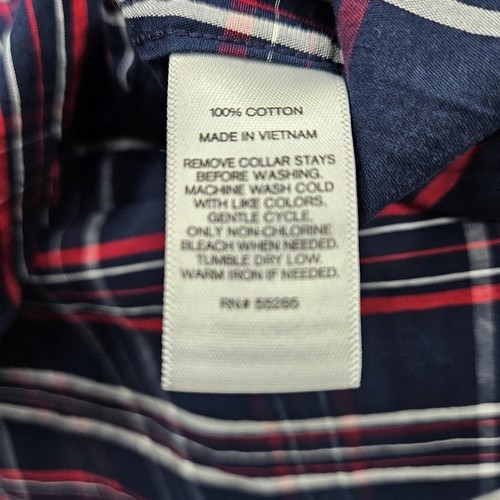 100% COTTON
MADE IN VIETNAM
REMOVE COLLAR STAYS
BEFORE WASHING.
MACHINE WASH COLD
WITH LIKE COLORS.
GENTLE CYCLE.
ONLY NON-CHLORINE
BLEACH WHEN NEEDED.
TUMBLE DRY LOW.
WARM IRON IF NEEDED.
RN#